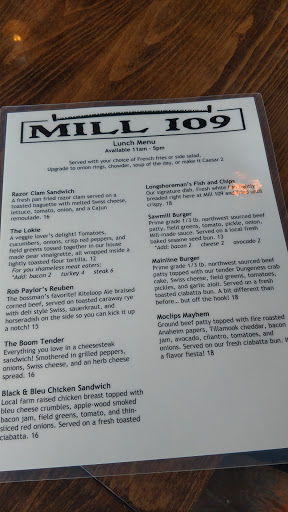 MILL 109
Lunch Menu
Available 11am - 5pm
Served with your choice of French fries or side salad.
Upgrade to onion rings, chowder, soup of the day, or make it Caesar 2
Razor Clam Sandwich
A fresh pan fried razor clam served on a
toasted baguette with melted Swiss cheese,
lettuce, tomato, onion, and a Cajun
remoulade. 16
The Lokie
A veggie lover's delight! Tomatoes,
cucumbers, onions, crisp red peppers, and
field greens tossed together in our house
made pear vinaigrette, all wrapped inside a
lightly toasted flour tortilla. 12
For you shameless meat eaters:
*Add: bacon 2 turkey 4 steak 6
Rob Paylor's Reuben
The bossman's favorite! Kiteloop Ale braised
corned beef, served on toasted caraway rye
with deli style Swiss, sauerkraut, and
horseradish on the side so you can kick it up
a notch! 15
The Boom Tender
Everything you love in a cheesesteak
sandwich! Smothered in grilled peppers,
onions, Swiss cheese, and an herb cheese
spread. 16
Black & Bleu Chicken Sandwich
Local farm raised chicken breast topped with
bleu cheese crumbles, apple-wood smoked
bacon jam, field greens, tomato, and thin-
sliced red onions. Served on a fresh toasted
ciabatta. 16
Longshoreman's Fish and Chips
Our signature dish. Fresh white
breaded right here at Mill 109 and
crispy. 18
Sawmill Burger
Prime grade 1/3 lb. northwest sourced beef
patty, field greens, tomato, pickle, onion,
Mill-made sauce. Served on a local fresh
baked sesame seed bun. 13
*Add: bacon 2 cheese 2 avocado 2
Mainline Burger
Prime grade 1/3 lb. northwest sourced beef
patty topped with our tender Dungeness crab
cake, Swiss cheese, field greens, tomatoes,
pickles, and garlic aioli. Served on a fresh
ciabatta bun. A bit different than
before... but off the hook! 18
Moclips Mayhem
Ground beef patty topped with fire roasted
Anaheim papers, Tillamook cheddar, bacon
jam, avocado, cilantro, tomatoes, and
onions. Served on our fresh ciabatta bun.
a flavor fiesta! 16